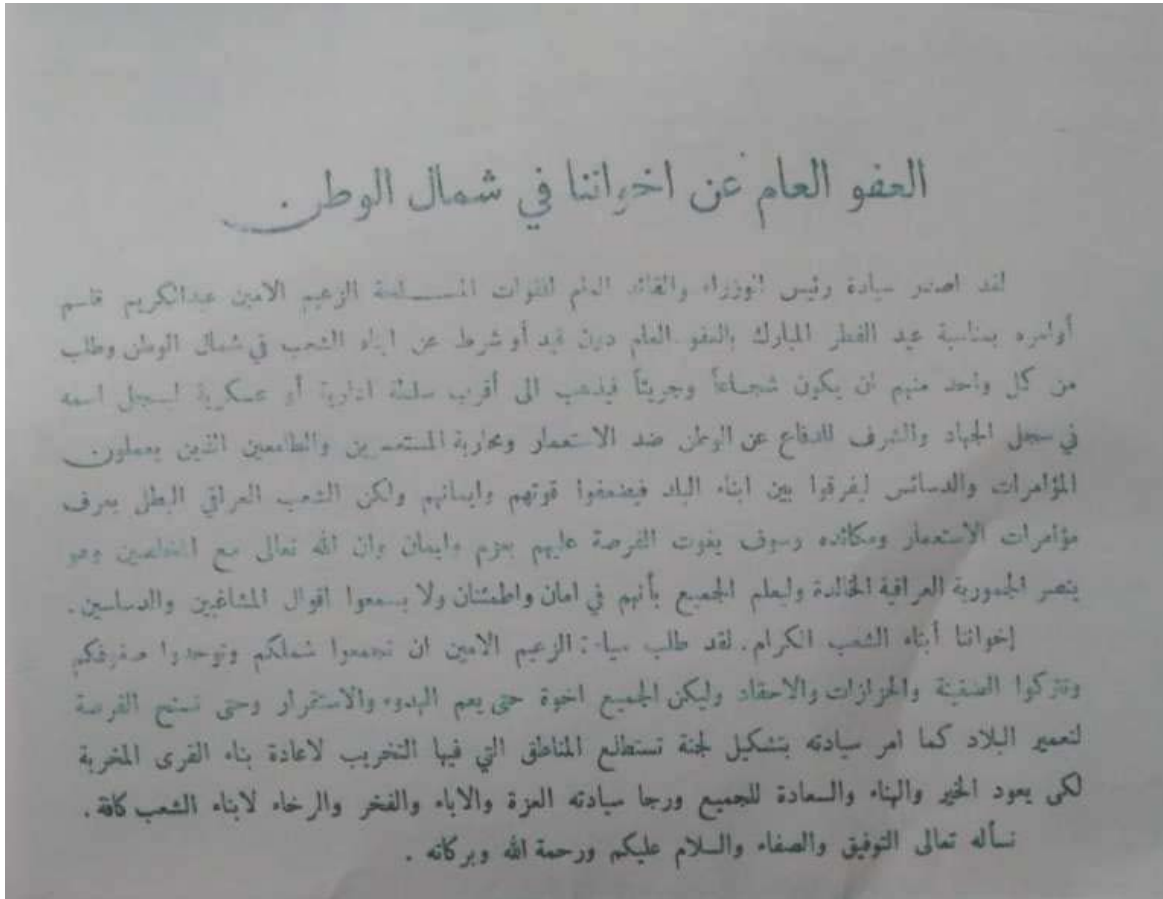 العفو العام عن اخواننا في شمال الوطن
لقد اصدر سيادة رئيس الوزراء والقائد العام للقوات المسلحة الزعيم الامين عبدالكريم قاسم
أوامره بمناسبة عيد الفطر المبارك بالعفو العام دون قيد أو شرط عن ابناء الشعب في شمال الوطن وطلب
من كل واحد منهم ان يكون شجاعاً وجريئاً فيذهب الى أقرب سلطة ادارية أو عسكرية ليسجل اسمه
في سجل الجهاد والشرف للدفاع عن الوطن ضد الاستعمار ومحاربة المستعمرين والطامعين الذين يعملون
المؤامرات والدسائس ليفرقوا بين ابناء البلد فيضعفوا قوتهم وايمانهم ولكن الشعب العراقي البطل يعرف
مؤامرات الاستعمار ومكائده وسوف يفوت الفرصة عليهم بعزم وايمان وان الله تعالى مع المخلصين وهو
ينصر الجمهورية العراقية الخالدة وليعلم الجميع بأنهم في امان واطمئنان ولا يسمعوا اقوال المشاغبين والدساسين .
إخواننا أبناء الشعب الكرام . لقد طلب سيادة الزعيم الامين ان تجمعوا شملكم وتوحدوا صفوفكم
وتتركوا الضغينة والحزازات والاحقاد وليكن الجميع اخوة حتى يعم الهدوء والاستقرار وحتى تسنح الفرصة
لتعمير البلاد كما امر سيادته بتشكيل لجنة تستطلع المناطق التي فيها التخريب لاعادة بناء القرى المخربة
لكي يعود الخير والهناء والسعادة للجميع ورجا سيادته العزة والاباء والفخر والرخاء لابناء الشعب كافة .
نسأله تعالى التوفيق والصفاء والسلام عليكم ورحمة الله وبركاته .